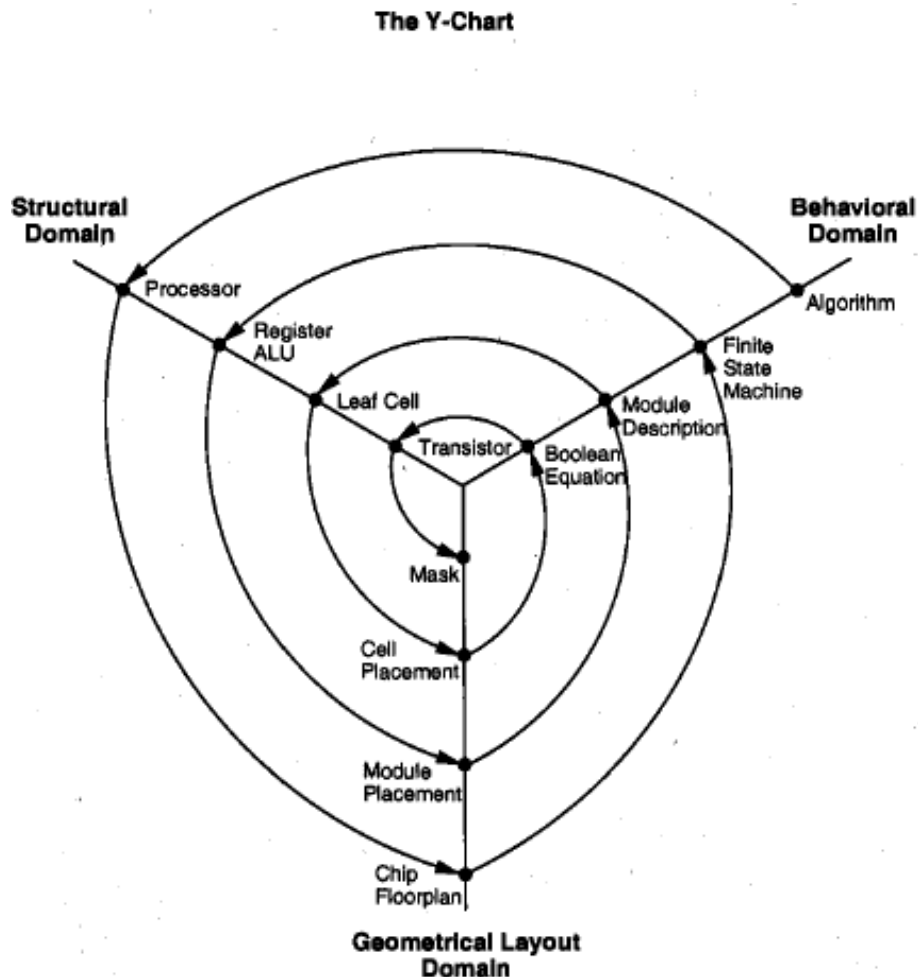 The Y-Chart
Structural
Domain
Behavioral
Domain
Processor
Algorithm
Register
ALU
Finite
State
Machine
Leaf Cell
Module
Description
Transistor
Boolean
Equation
Mask
Cell
Placement
Module
Placement
Chip
Floorplan
Geometrical Layout
Domain